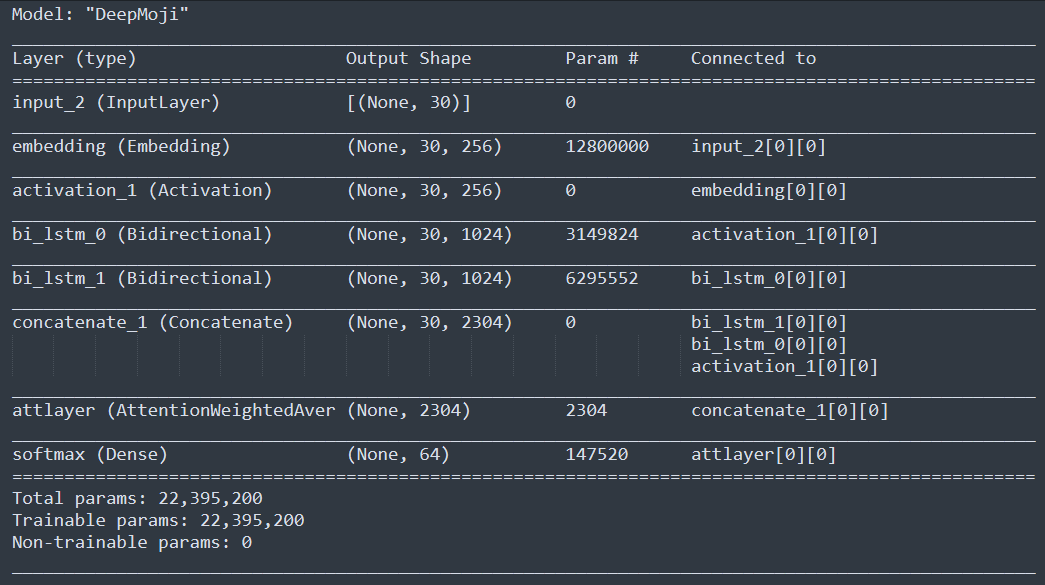 Model: "DeepMoji"
Layer (type) Output Shape Param # Connected to
input_2 (InputLayer) [(None, 30)] 0
embedding (Embedding) (None, 30, 256) 12800000 input_2[0][0]
activation_1 (Activation) (None, 30, 256) 0 embedding[0][0]
bi_lstm_0 (Bidirectional) (None, 30, 1024) 3149824 activation_1[0][0]
bi_lstm_1 (Bidirectional) (None, 30, 1024) 6295552 bi_lstm_0[0][0]
concatenate_1 (Concatenate) (None, 30, 2304) 0 bi_lstm_1[0][0]
bi_lstm_0[0][0]
activation_1[0][0]
attlayer (AttentionWeightedAver (None, 2304) 2304 concatenate_1[0][0]
softmax (Dense) (None, 64) 147520 attlayer[0][0]
Total params: 22,395,200
Trainable params: 22,395,200
Non-trainable params: 0